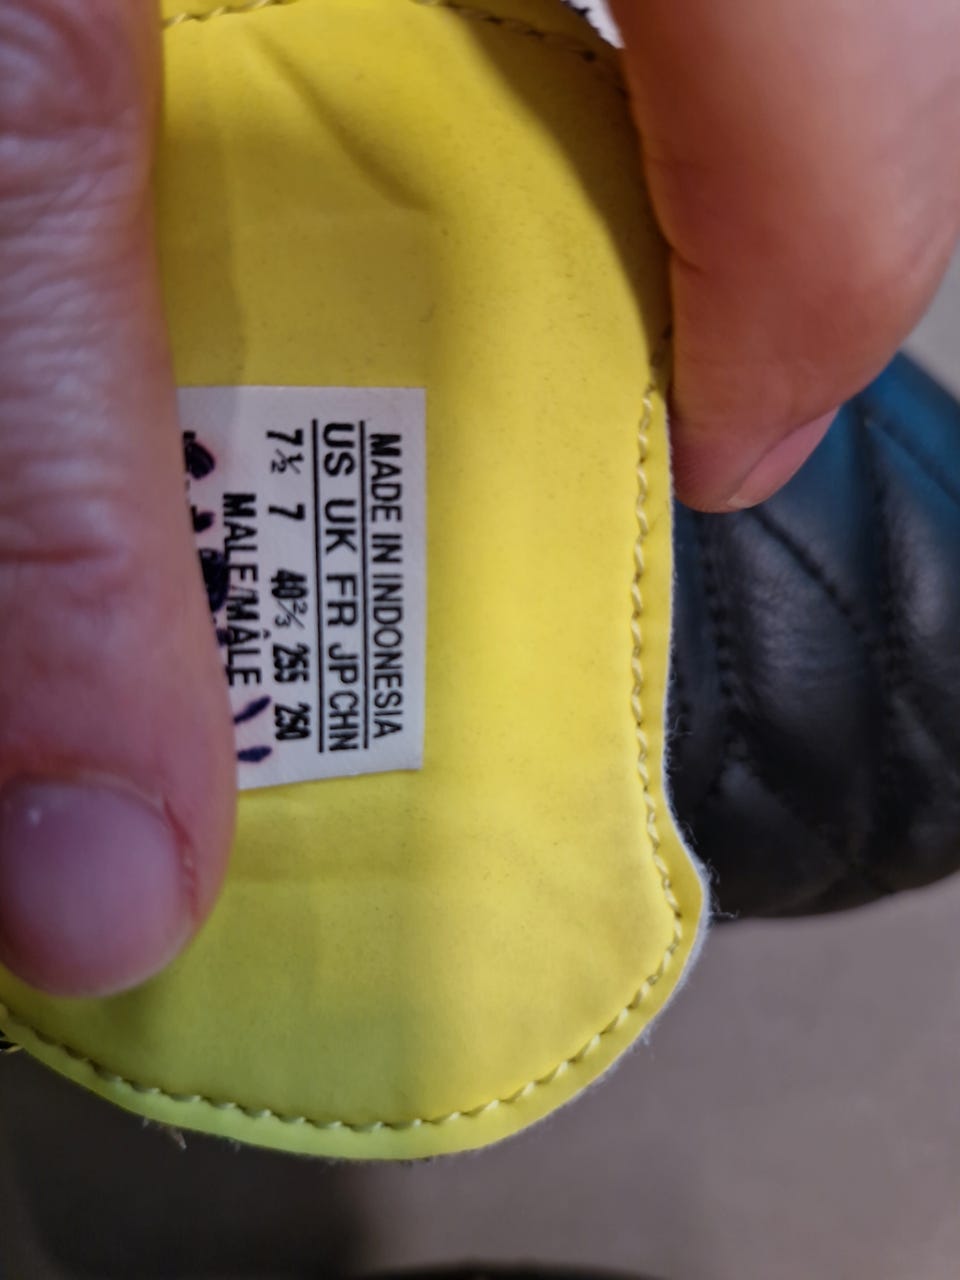 MADE IN INDONESIA
US UK FR JP CHN
7½ 7 40⅔ 255 250
MALE/MÂLE